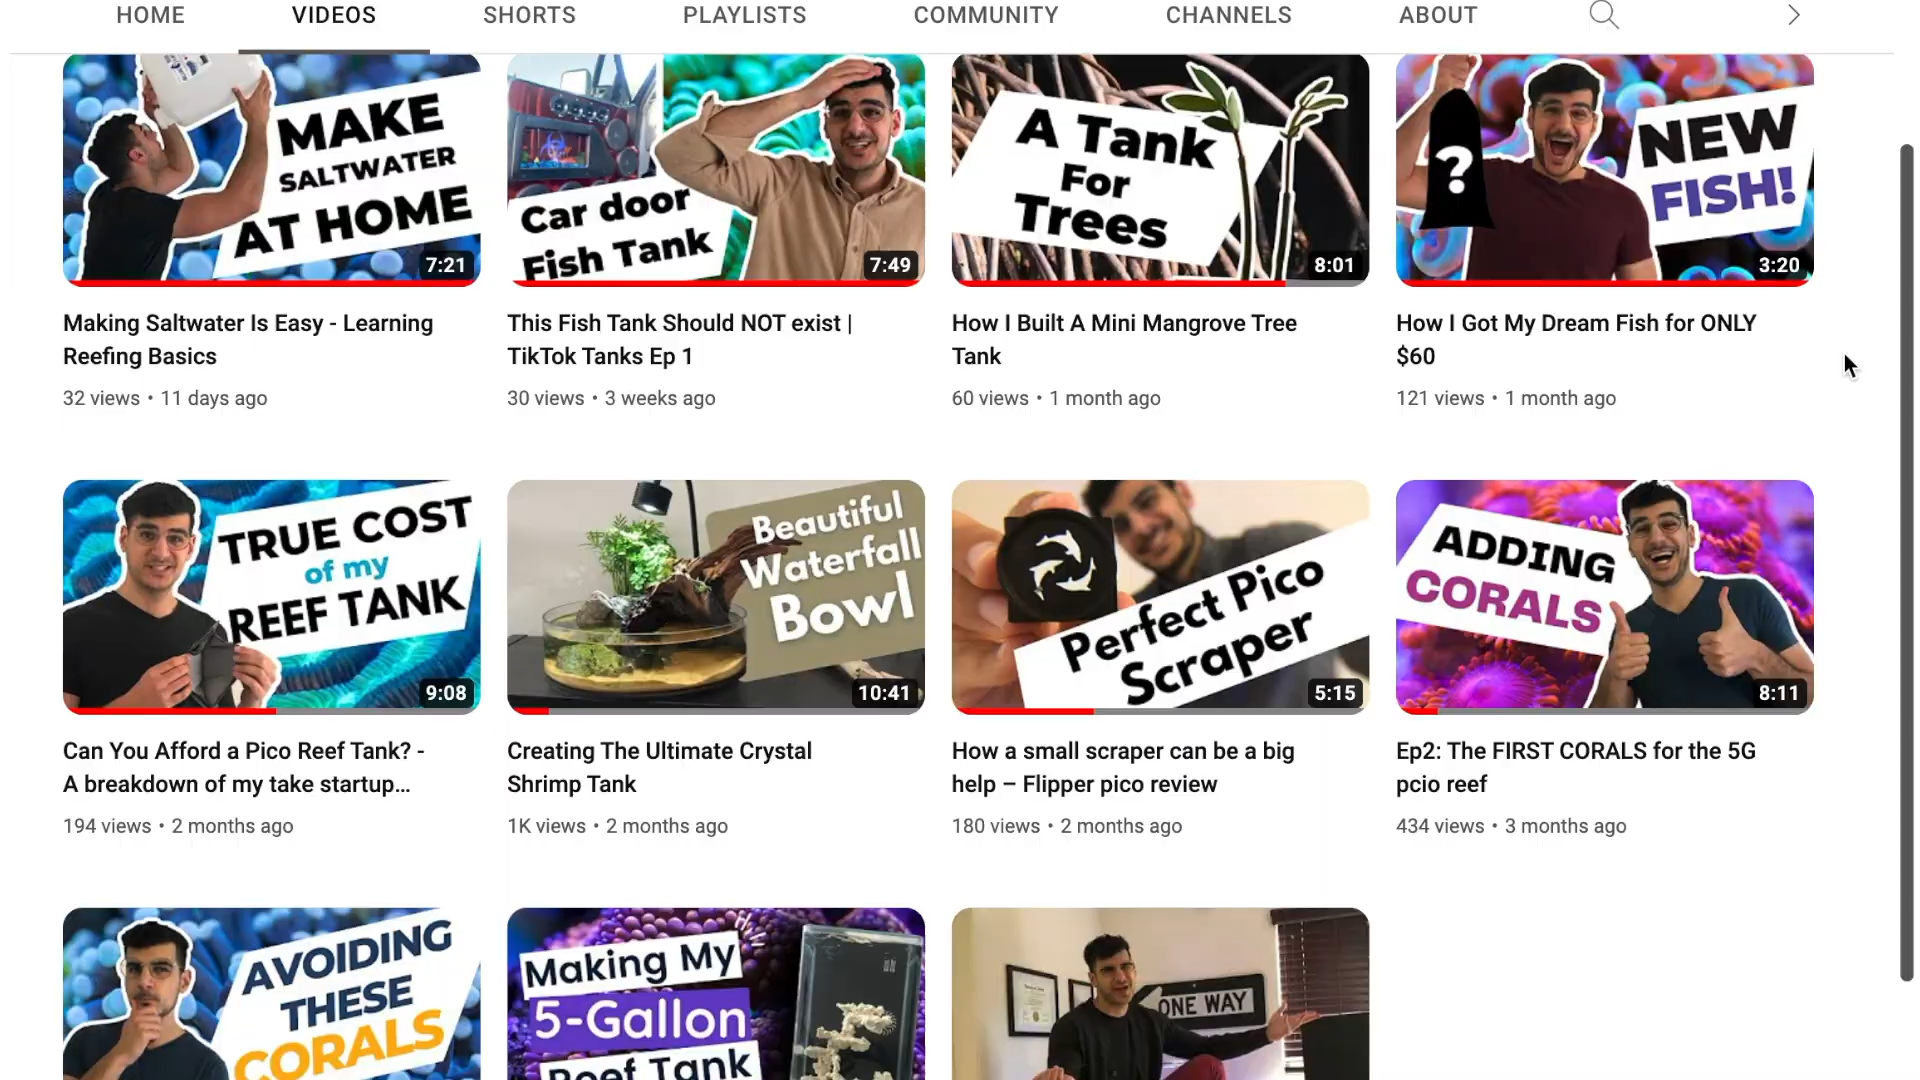 HOME VIDEOS SHORTS PLAYLISTS COMMUNITY CHANNELS ABOUT
MAKE
SALTWATER
AT HOME
7:21
Making Saltwater Is Easy - Learning
Reefing Basics
32 views • 11 days ago
Car door
Fish Tank
7:49
This Fish Tank Should NOT exist |
TikTok Tanks Ep 1
30 views • 3 weeks ago
A Tank
For
Trees
8:01
How I Built A Mini Mangrove Tree
Tank
60 views • 1 month ago
?
NEW
FISH!
3:20
How I Got My Dream Fish for ONLY
$60
121 views • 1 month ago
TRUE COST
of my
REEF TANK
9:08
Can You Afford a Pico Reef Tank? -
A breakdown of my take startup...
194 views • 2 months ago
Beautiful
Waterfall
Bowl
10:41
Creating The Ultimate Crystal
Shrimp Tank
1K views • 2 months ago
Perfect Pico
Scraper
5:15
How a small scraper can be a big
help – Flipper pico review
180 views • 2 months ago
ADDING
CORALS
8:11
Ep2: The FIRST CORALS for the 5G
pcio reef
434 views • 3 months ago
AVOIDING
THESE
CORALS
Making My
5-Gallon
Reef Tank
ONE WAY